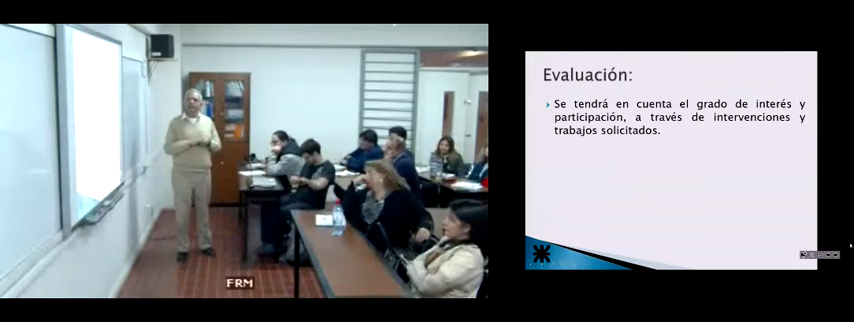 FRM
Evaluación:
Se tendrá en cuenta el grado de interés y
participación, a través de intervenciones y
trabajos solicitados.